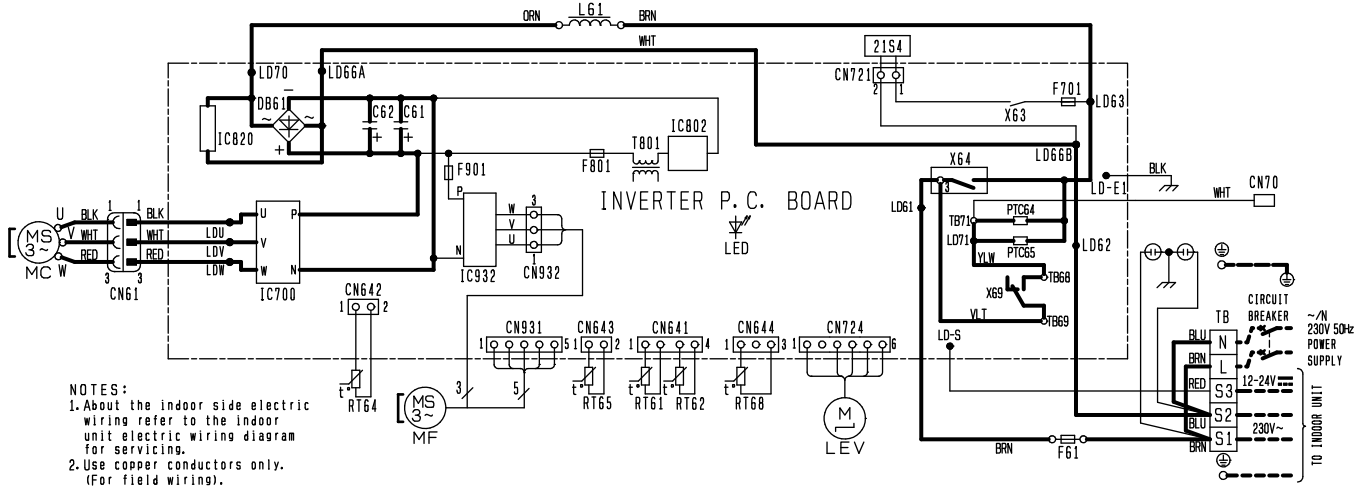 ORN L61 BRN
WHT
21S4
CN721
2 1
F701
X63
LD63
LD70 LD66A
DB61
−
~ ~
+
IC820
C62 C61
+ +
T801 IC802
F801
F901
LD66B
X64
3
LD61
LD-E1
BLK
WHT
CN70
INVERTER P.C. BOARD
LED
TB71
PTC64
LD71
PTC65
LD62
YLW
X69
TB68
VLT
TB69
LD-S
U BLK 1 1 BLK
V WHT WHT
W RED 3 3 RED
MS
3~
MC
CN61
LDU
LDV
LDW
U P
V
W N
IC700
P W
V
N U
IC932
3
1
CN932
CN642
1 2
t°
RT64
CN931
1 5
CN643
1 2
CN641
1 4
CN644
1 3
CN724
1 6
3 5
MS
3~
MF
t°
RT65
t° t°
RT61 RT62
t°
RT68
M
LEV
BRN F61
TB
BLU N
BRN L
RED S3
S2
BLU
S1
BRN
CIRCUIT
BREAKER
~/N
230V 50Hz
POWER
SUPPLY
12-24V
230V~
TO INDOOR UNIT
NOTES:
1. About the indoor side electric
wiring refer to the indoor
unit electric wiring diagram
for servicing.
2. Use copper conductors only.
(For field wiring).